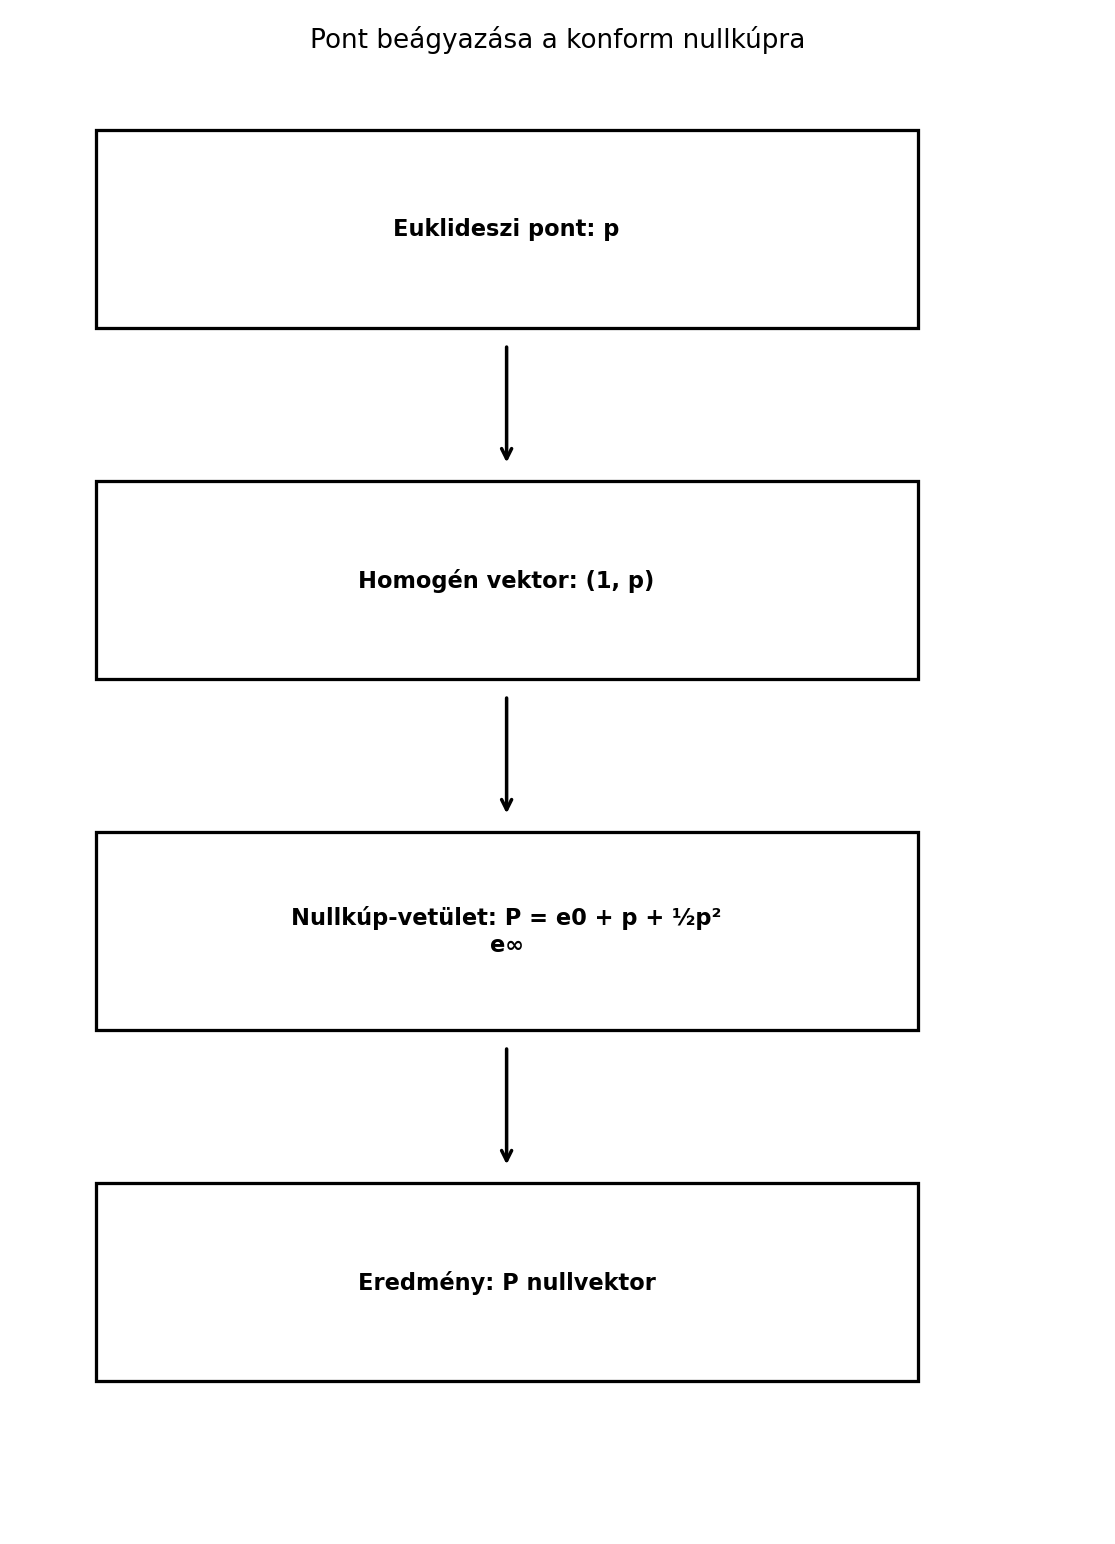 Pont beágyazása a konform nullkúpra
Euklideszi pont: p
Homogén vektor: (1, p)
Nullkúp-vetület: P = e0 + p + ½p²
e∞
Eredmény: P nullvektor